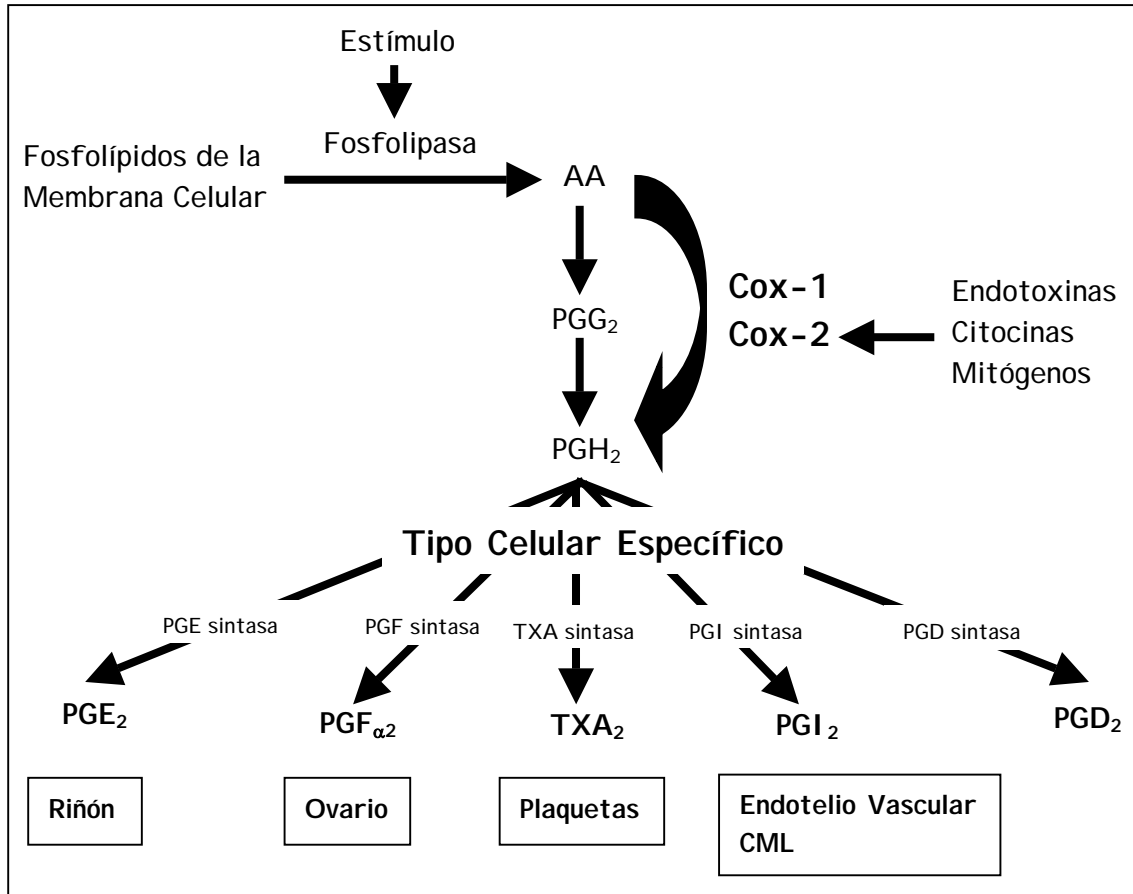 Estímulo
Fosfolipasa
Fosfolípidos de la
Membrana Celular
AA
PGG₂
Cox-1
Cox-2
Endotoxinas
Citocinas
Mitógenos
PGH₂
Tipo Celular Específico
PGE sintasa
PGF sintasa
TXA sintasa
PGI sintasa
PGD sintasa
PGE₂
PGFα₂
TXA₂
PGI₂
PGD₂
Riñón
Ovario
Plaquetas
Endotelio Vascular
CML